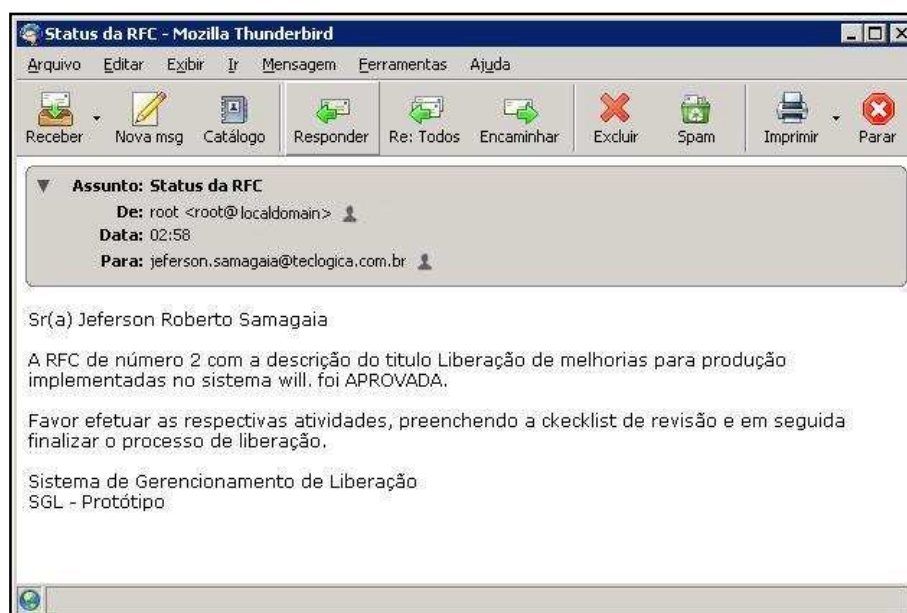 Status da RFC - Mozilla Thunderbird
Arquivo Editar Exibir Ir Mensagem Ferramentas Ajuda
Receber Nova msg Catálogo Responder Re: Todos Encaminhar Excluir Spam Imprimir Parar
Assunto: Status da RFC
De: root <root@localdomain>
Data: 02:58
Para: jeferson.samagaia@teclogica.com.br
Sr(a) Jeferson Roberto Samagaia
A RFC de número 2 com a descrição do titulo Liberação de melhorias para produção
implementadas no sistema will. foi APROVADA.
Favor efetuar as respectivas atividades, preenchendo a ckecklist de revisão e em seguida
finalizar o processo de liberação.
Sistema de Gerencionamento de Liberação
SGL - Protótipo